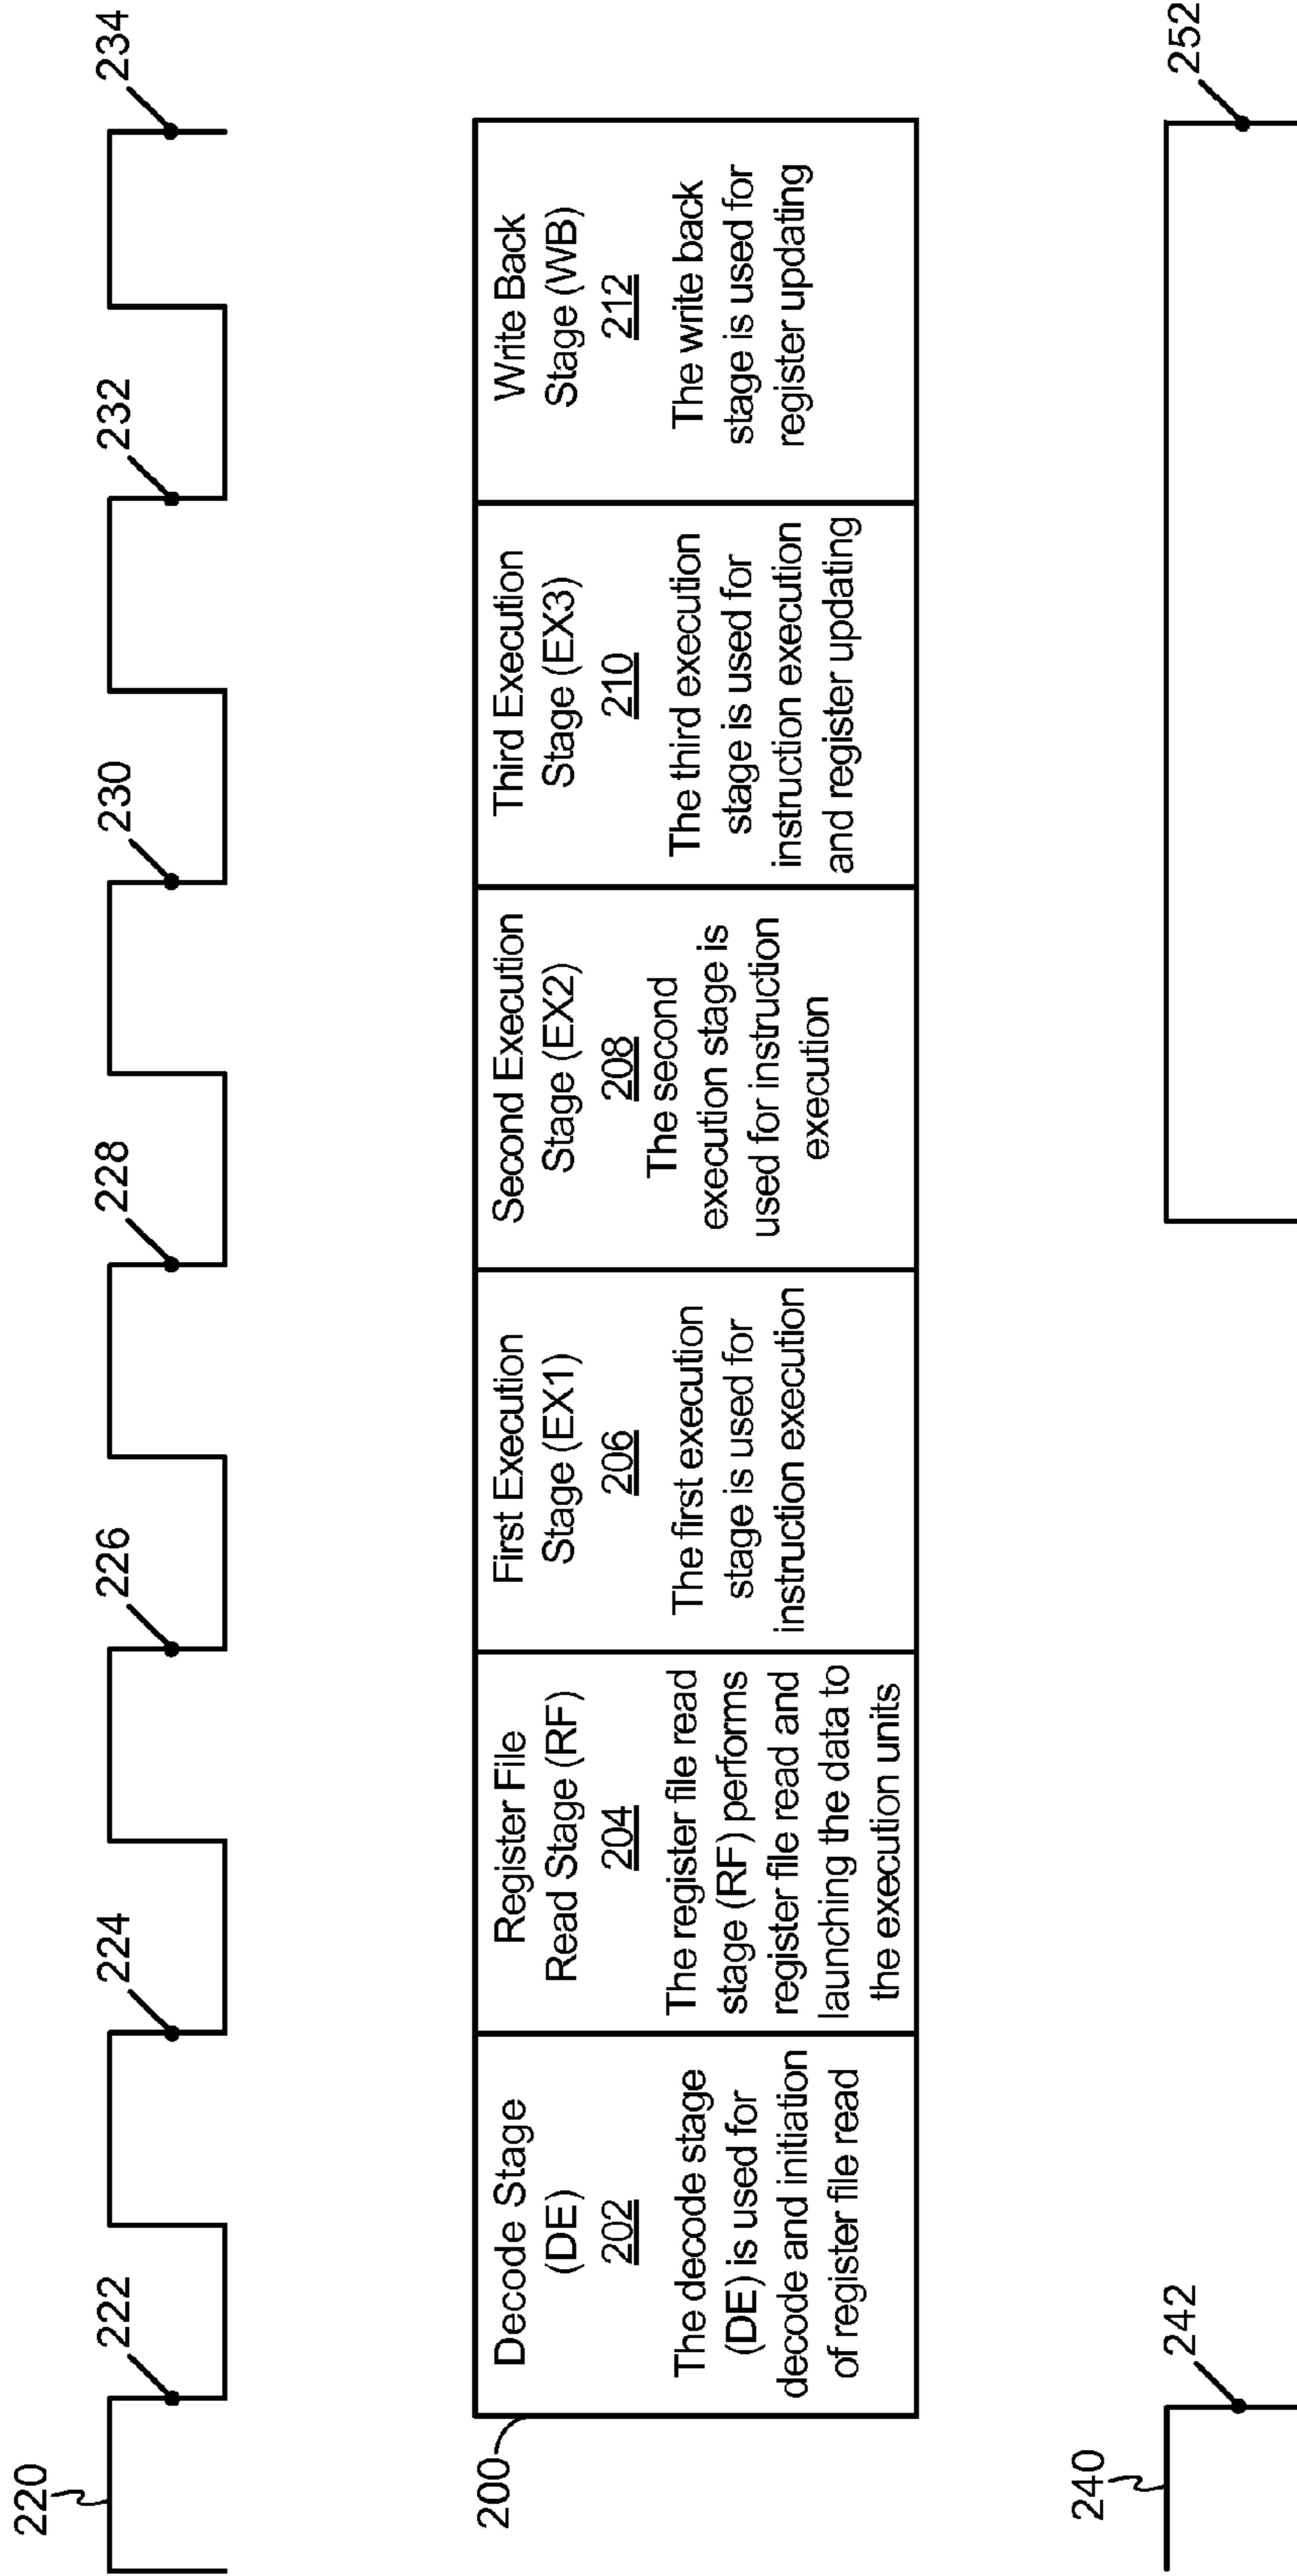 220
222
224
226
228
230
232
234
200
Decode Stage
(DE)
202
The decode stage
(DE) is used for
decode and initiation
of register file read
Register File
Read Stage (RF)
204
The register file read
stage (RF) performs
register file read and
launching the data to
the execution units
First Execution
Stage (EX1)
206
The first execution
stage is used for
instruction execution
Second Execution
Stage (EX2)
208
The second
execution stage is
used for instruction
execution
Third Execution
Stage (EX3)
210
The third execution
stage is used for
instruction execution
and register updating
Write Back
Stage (WB)
212
The write back
stage is used for
register updating
240
242
252